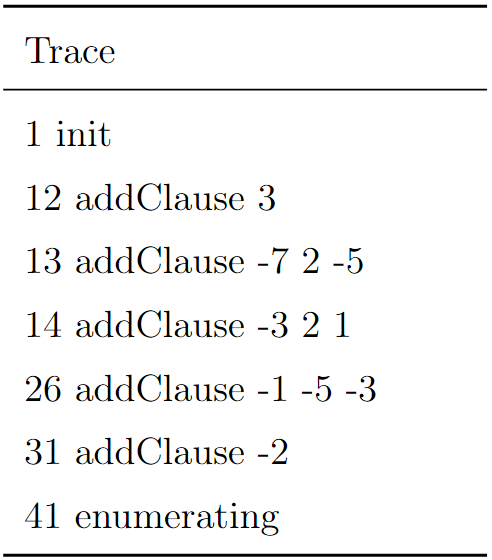 Trace
1 init
12 addClause 3
13 addClause -7 2 -5
14 addClause -3 2 1
26 addClause -1 -5 -3
31 addClause -2
41 enumerating